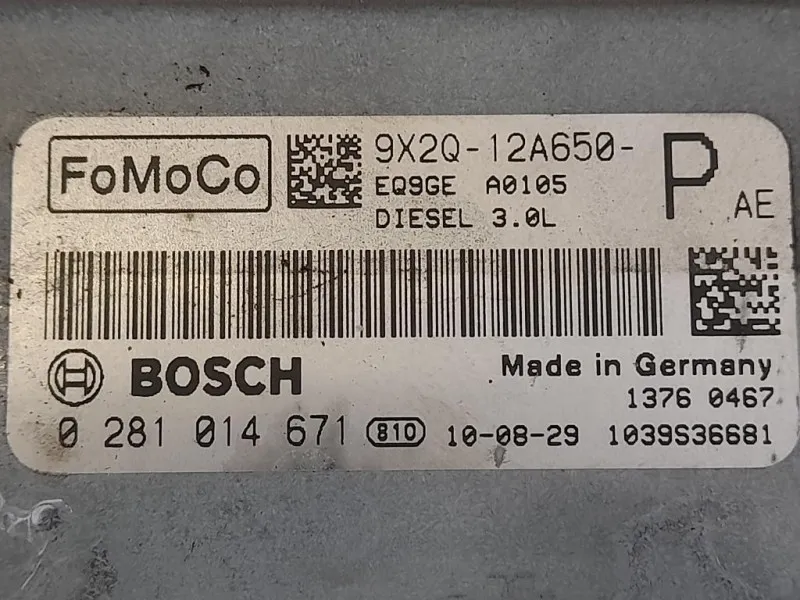 FoMoCo
9X2Q-12A650-
P
AE
EQ9GE A0105
DIESEL 3.0L
BOSCH
Made in Germany
1376 0467
0 281 014 671 810 10-08-29 1039S36681